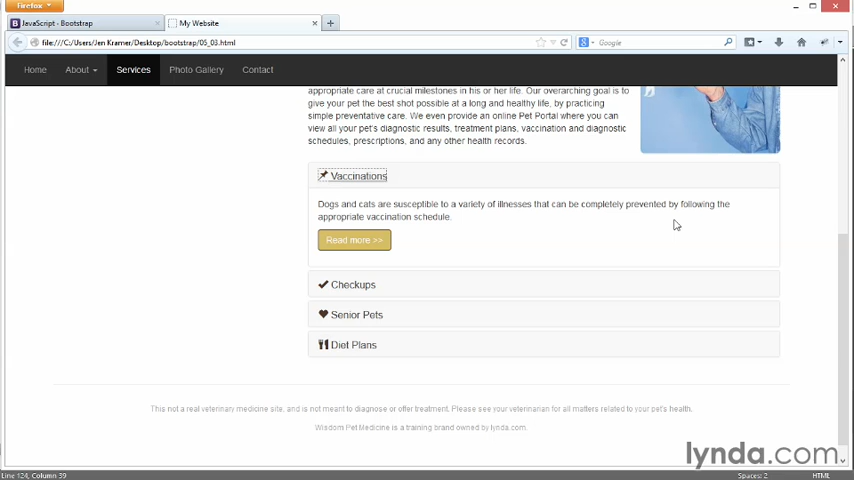 Firefox
JavaScript - Bootstrap
My Website
file:///C:/Users/Jen Kramer/Desktop/bootstrap/05_03.html
Google
Home
About
Services
Photo Gallery
Contact
appropriate care at crucial milestones in his or her life. Our overarching goal is to
give your pet the best shot possible at a long and healthy life, by practicing
simple preventative care. We even provide an online Pet Portal where you can
view all your pet's diagnostic results, treatment plans, vaccination and diagnostic
schedules, prescriptions, and any other health records.
Vaccinations
Dogs and cats are susceptible to a variety of illnesses that can be completely prevented by following the
appropriate vaccination schedule.
Read more >>
Checkups
Senior Pets
Diet Plans
This not a real veterinary medicine site, and is not meant to diagnose or offer treatment. Please see your veterinarian for all matters related to your pet's health.
Wisdom Pet Medicine is a training brand owned by lynda.com.
lynda.com
Line 124, Column 39
Spaces: 2
HTML